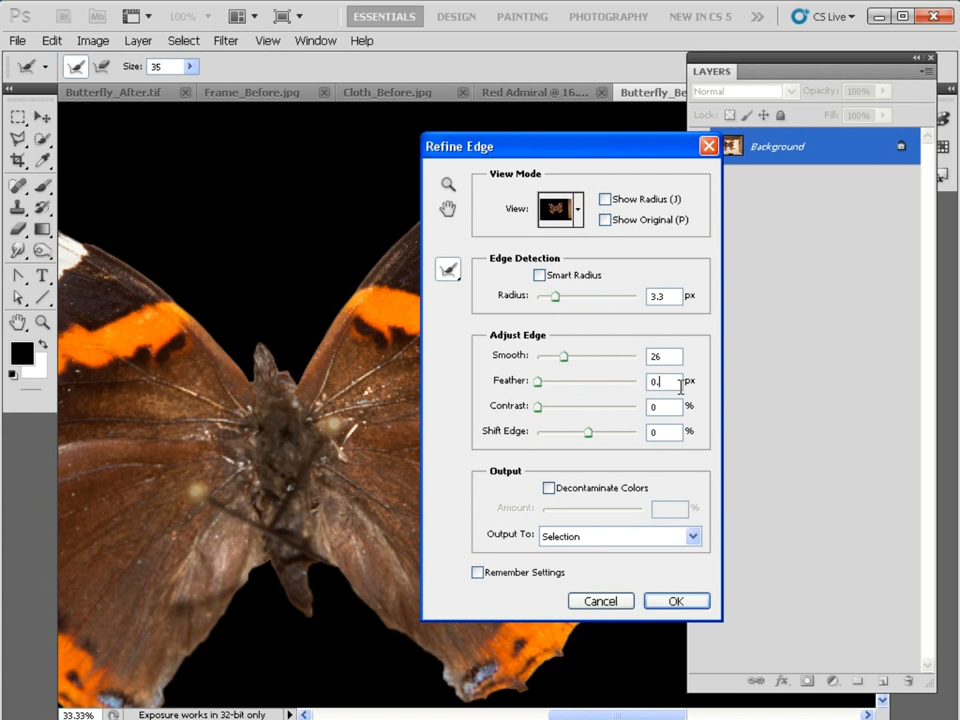 Ps Br Mb 100% ESSENTIALS DESIGN PAINTING PHOTOGRAPHY NEW IN CS 5 CS Live
File Edit Image Layer Select Filter View Window Help
Size: 35
LAYERS
Butterfly_After.tif Frame_Before.jpg Cloth_Before.jpg Red Admiral @ 16.... Butterfly_Be
Normal Opacity: 100%
Lock: Fill: 100%
Background
Refine Edge
View Mode
View: Show Radius (J)
Show Original (P)
Edge Detection
Smart Radius
Radius: 3.3 px
Adjust Edge
Smooth: 26
Feather: 0. px
Contrast: 0 %
Shift Edge: 0 %
Output
Decontaminate Colors
Amount: %
Output To: Selection
Remember Settings
Cancel OK
33.33% Exposure works in 32-bit only